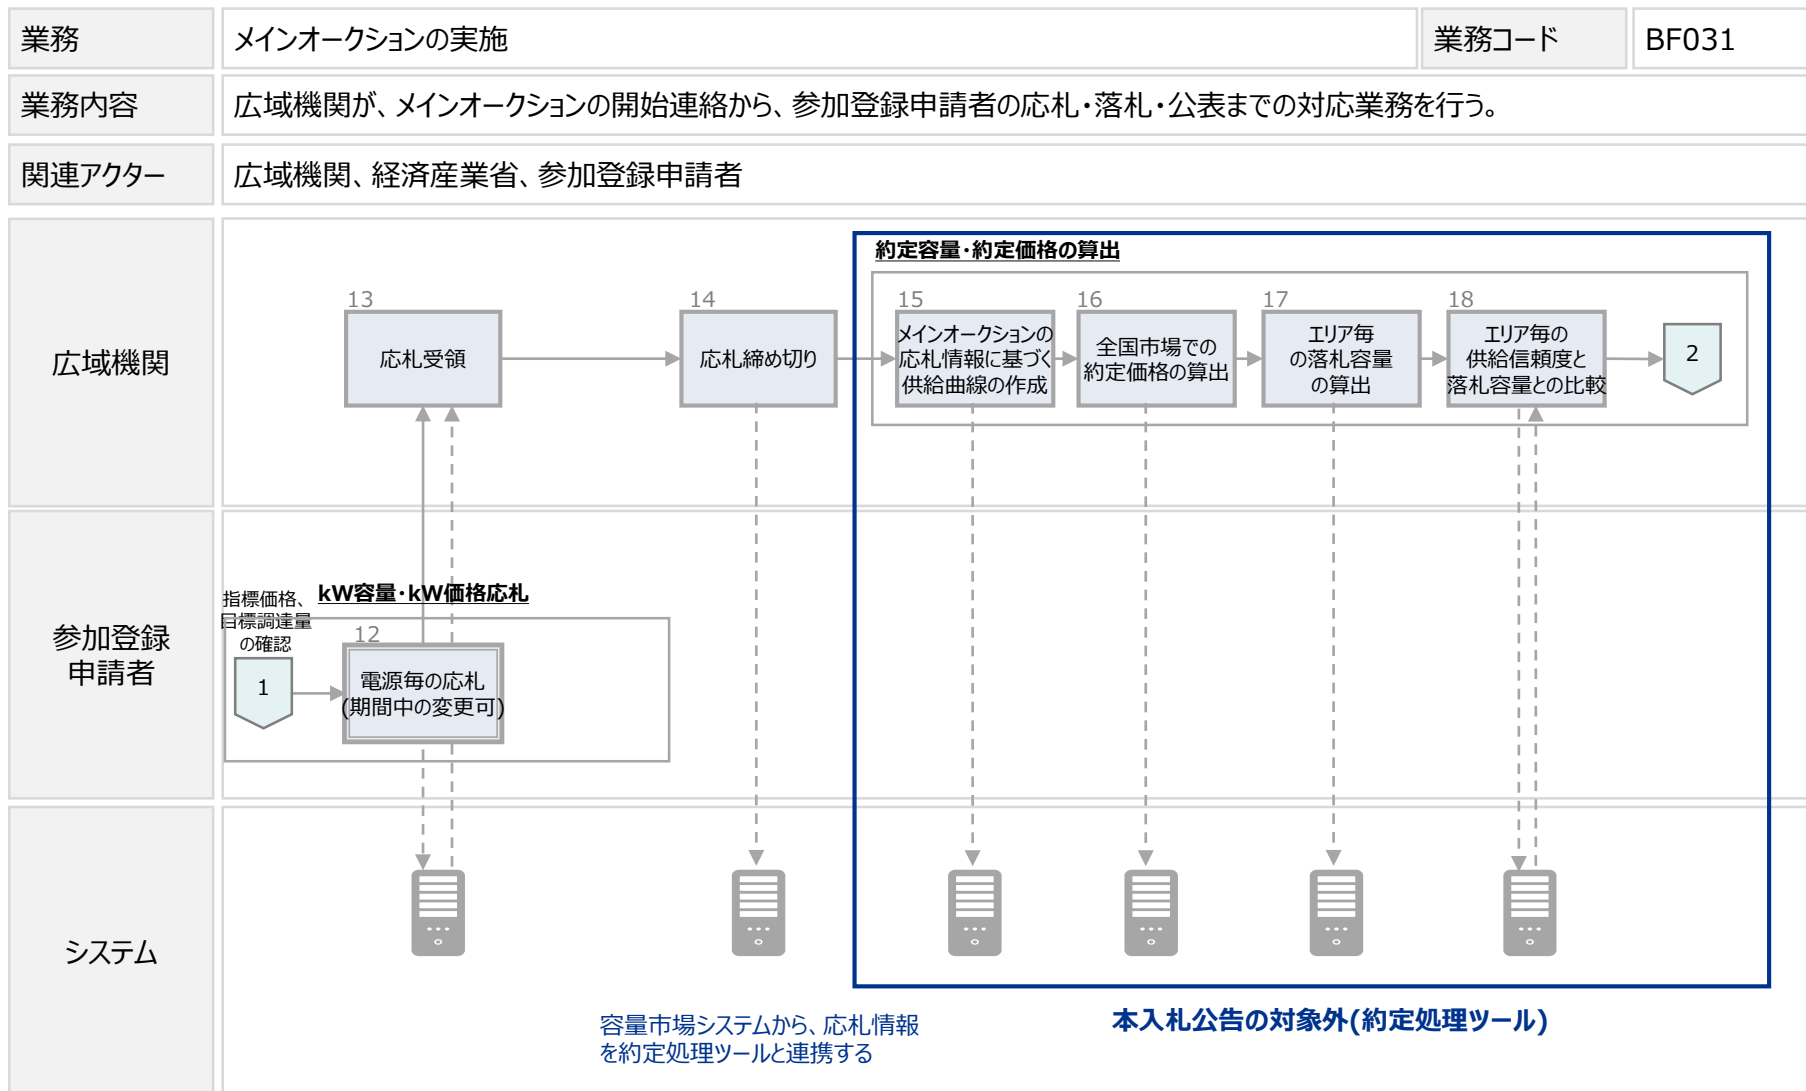 業務
メインオークションの実施
業務コード
BF031
業務内容
広域機関が、メインオークションの開始連絡から、参加登録申請者の応札・落札・公表までの対応業務を行う。
関連アクター
広域機関、経済産業省、参加登録申請者
広域機関
約定容量・約定価格の算出
13
応札受領
14
応札締め切り
15
メインオークションの
応札情報に基づく
供給曲線の作成
16
全国市場での
約定価格の算出
17
エリア毎
の落札容量
の算出
18
エリア毎の
供給信頼度と
落札容量との比較
2
参加登録
申請者
指標価格、
目標調達量
の確認
kW容量・kW価格応札
1
12
電源毎の応札
(期間中の変更可)
システム
容量市場システムから、応札情報
を約定処理ツールと連携する
本入札公告の対象外(約定処理ツール)